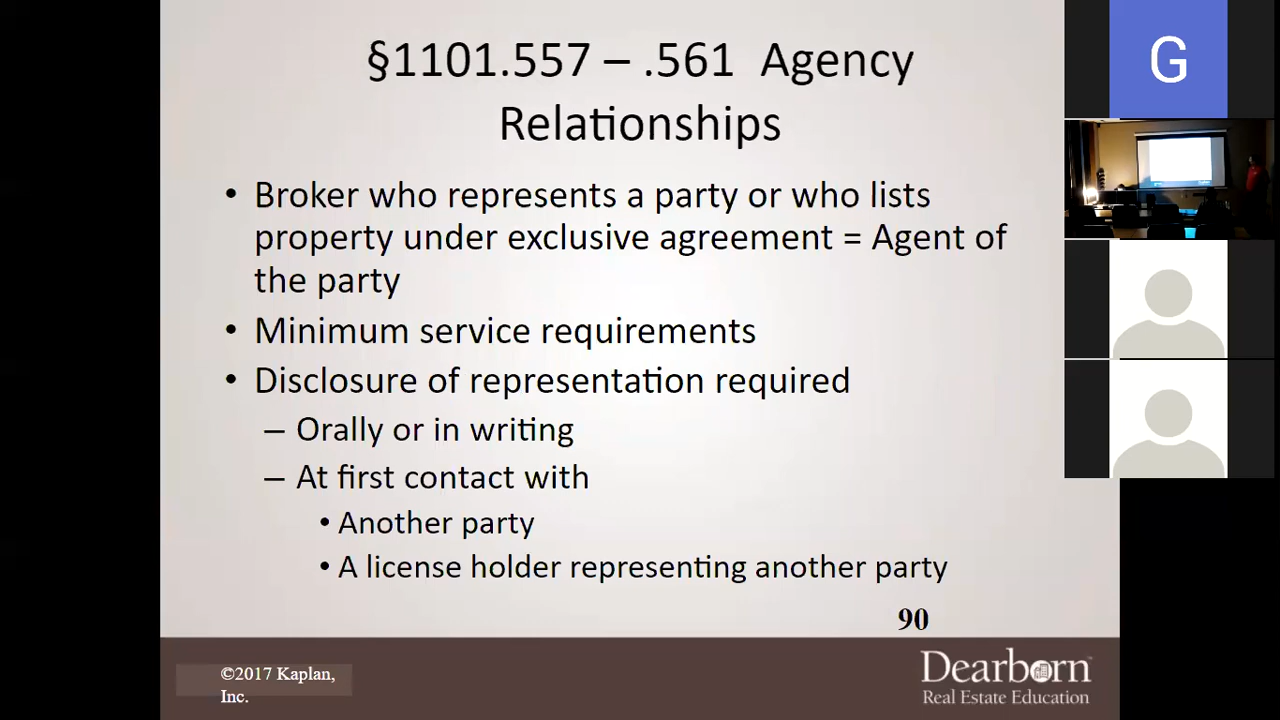 §1101.557 – .561 Agency
Relationships
• Broker who represents a party or who lists
property under exclusive agreement = Agent of
the party
• Minimum service requirements
• Disclosure of representation required
– Orally or in writing
– At first contact with
• Another party
• A license holder representing another party
90
©2017 Kaplan,
Inc.
Dearborn
Real Estate Education
G